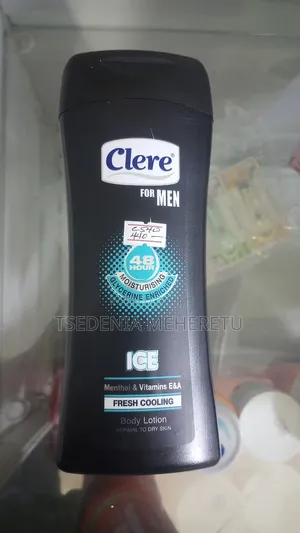 Clere
FOR MEN
410
48
HOUR
MOISTURISING
GLYCERINE ENRICHED
TSEDENIA MEHERETU
ICE
Menthol & Vitamins E&A
FRESH COOLING
Body Lotion
NORMAL TO DRY SKIN